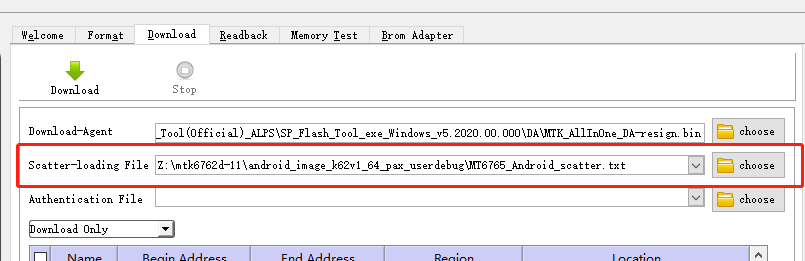 Welcome Format Download Readback Memory Test Brom Adapter
Download Stop
Download-Agent _Tool(Official)_ALPS\SP_Flash_Tool_exe_Windows_v5.2020.00.000\DA\MTK_AllInOne_DA-resign.bin choose
Scatter-loading File Z:\mtk6762d-11\android_image_k62v1_64_pax_userdebug\MT6765_Android_scatter.txt choose
Authentication File choose
Download Only
Name Begin Address End Address Region Location